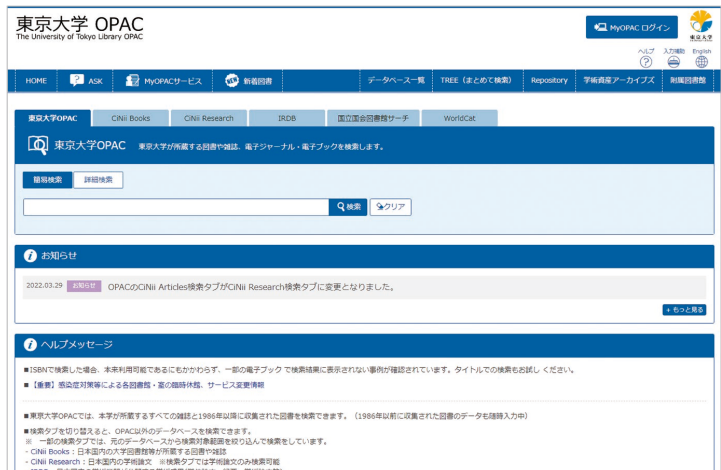 東京大学 OPAC
The University of Tokyo Library OPAC
MyOPAC ログイン
東京大学
ヘルプ 入力補助 English
HOME ASK MyOPACサービス NEW 新着図書 データベース一覧 TREE（まとめて検索） Repository 学術資産アーカイブズ 附属図書館
東京大学OPAC CiNii Books CiNii Research IRDB 国立国会図書館サーチ WorldCat
東京大学OPAC 東京大学が所蔵する図書や雑誌、電子ジャーナル・電子ブックを検索します。
簡易検索 詳細検索
検索 クリア
お知らせ
2022.03.29 お知らせ OPACのCiNii Articles検索タブがCiNii Research検索タブに変更となりました。
+ もっと見る
ヘルプメッセージ
■ISBNで検索した場合、本来利用可能であるにもかかわらず、一部の電子ブック で検索結果に表示されない事例が確認されています。タイトルでの検索もお試し ください。
■【重要】感染症対策等による各図書館・室の臨時休館、サービス変更情報
■東京大学OPACでは、本学が所蔵するすべての雑誌と1986年以降に収集された図書を検索できます。（1986年以前に収集された図書のデータも随時入力中）
■検索タブを切り替えると、OPAC以外のデータベースを検索できます。
※ 一部の検索タブでは、元のデータベースから検索対象範囲を絞り込んで検索をしています。
・CiNii Books：日本国内の大学図書館等が所蔵する図書や雑誌
・CiNii Research：日本国内の学術論文 ※検索タブでは学術論文のみ検索可能